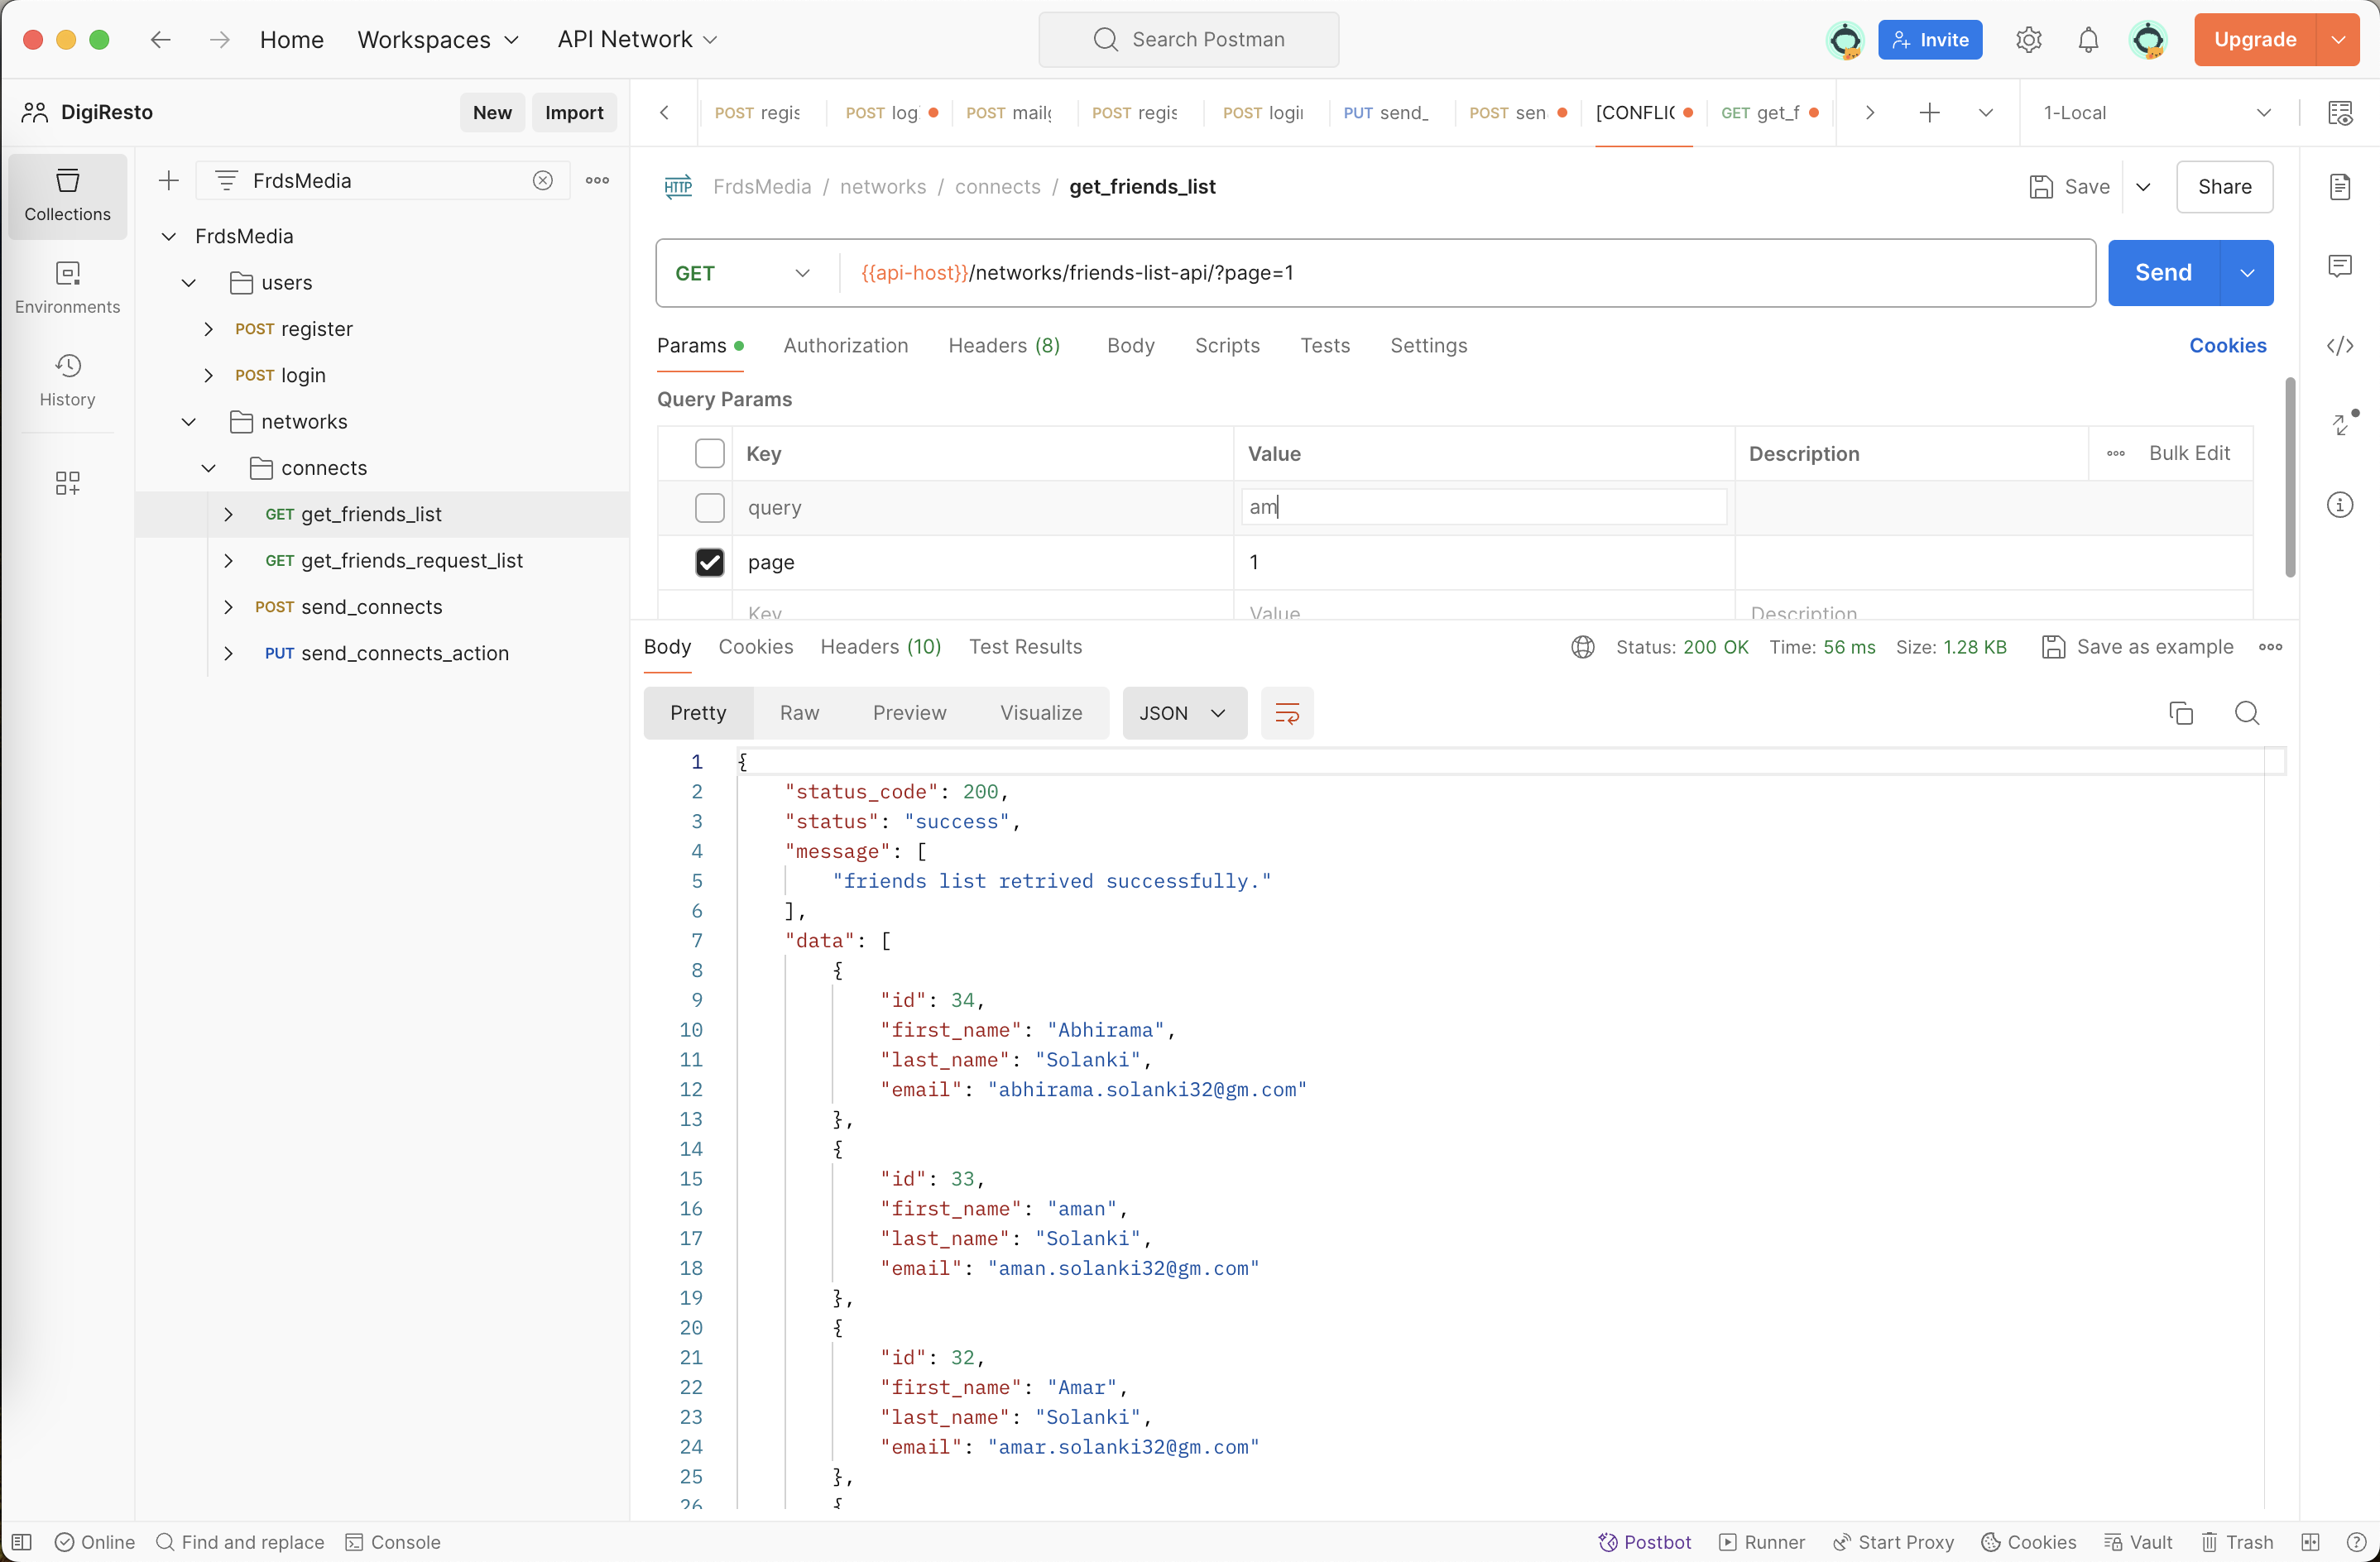 Home Workspaces API Network Search Postman Invite Upgrade
DigiResto New Import
POST regis POST log POST mailg POST regis POST logii PUT send_ POST sen [CONFLIC GET get_f 1-Local
Collections
Environments
History
FrdsMedia
FrdsMedia
users
POST register
POST login
networks
connects
GET get_friends_list
GET get_friends_request_list
POST send_connects
PUT send_connects_action
HTTP FrdsMedia / networks / connects / get_friends_list Save Share
GET {{api-host}}/networks/friends-list-api/?page=1 Send
Params Authorization Headers (8) Body Scripts Tests Settings Cookies
Query Params
Key Value Description Bulk Edit
query am
page 1
Key Value Description
Body Cookies Headers (10) Test Results Status: 200 OK Time: 56 ms Size: 1.28 KB Save as example
Pretty Raw Preview Visualize JSON
1 {
2 "status_code": 200,
3 "status": "success",
4 "message": [
5 "friends list retrived successfully."
6 ],
7 "data": [
8 {
9 "id": 34,
10 "first_name": "Abhirama",
11 "last_name": "Solanki",
12 "email": "abhirama.solanki32@gm.com"
13 },
14 {
15 "id": 33,
16 "first_name": "aman",
17 "last_name": "Solanki",
18 "email": "aman.solanki32@gm.com"
19 },
20 {
21 "id": 32,
22 "first_name": "Amar",
23 "last_name": "Solanki",
24 "email": "amar.solanki32@gm.com"
25 },
26 {
Online Find and replace Console Postbot Runner Start Proxy Cookies Vault Trash